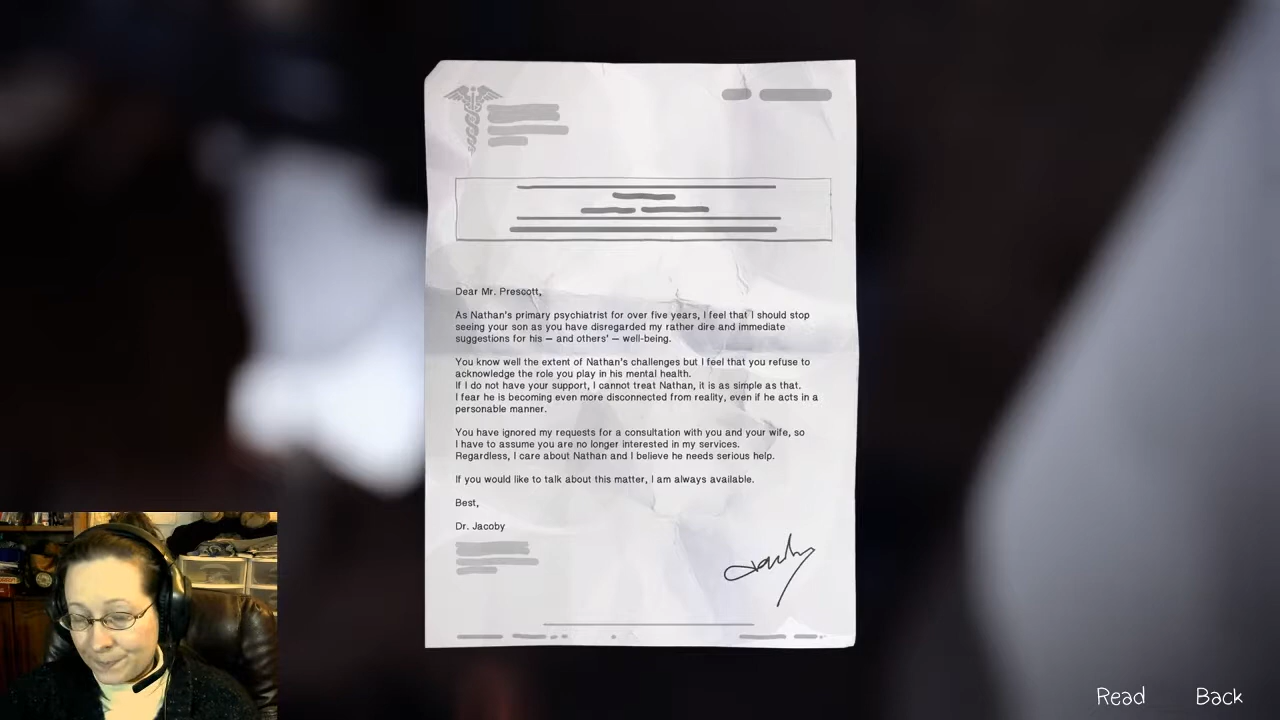 Dear Mr. Prescott,
As Nathan's primary psychiatrist for over five years, I feel that I should stop
seeing your son as you have disregarded my rather dire and immediate
suggestions for his — and others' — well-being.
You know well the extent of Nathan's challenges but I feel that you refuse to
acknowledge the role you play in his mental health.
If I do not have your support, I cannot treat Nathan, it is as simple as that.
I fear he is becoming even more disconnected from reality, even if he acts in a
personable manner.
You have ignored my requests for a consultation with you and your wife, so
I have to assume you are no longer interested in my services.
Regardless, I care about Nathan and I believe he needs serious help.
If you would like to talk about this matter, I am always available.
Best,
Dr. Jacoby
Read Back